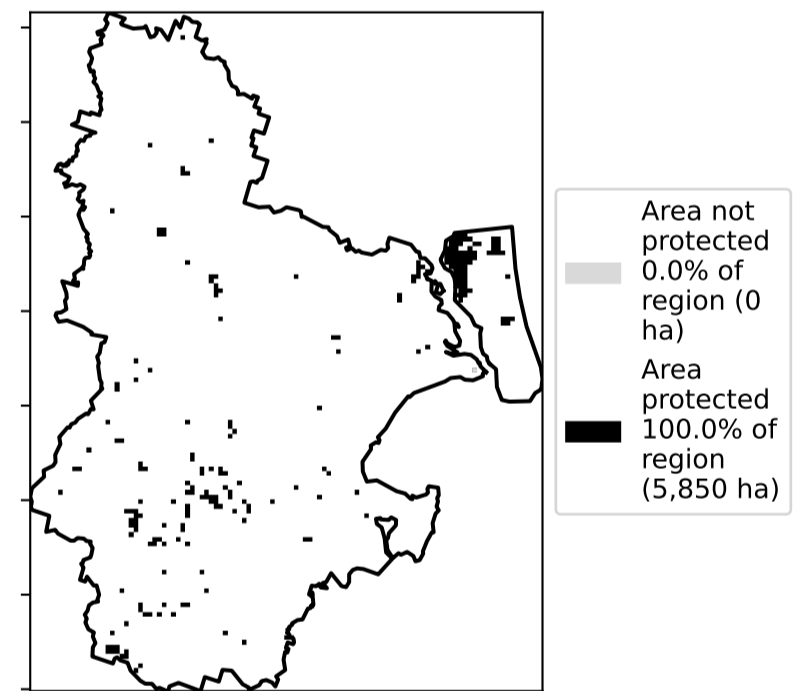 Area not
protected
0.0% of
region (0
ha)
Area
protected
100.0% of
region
(5,850 ha)